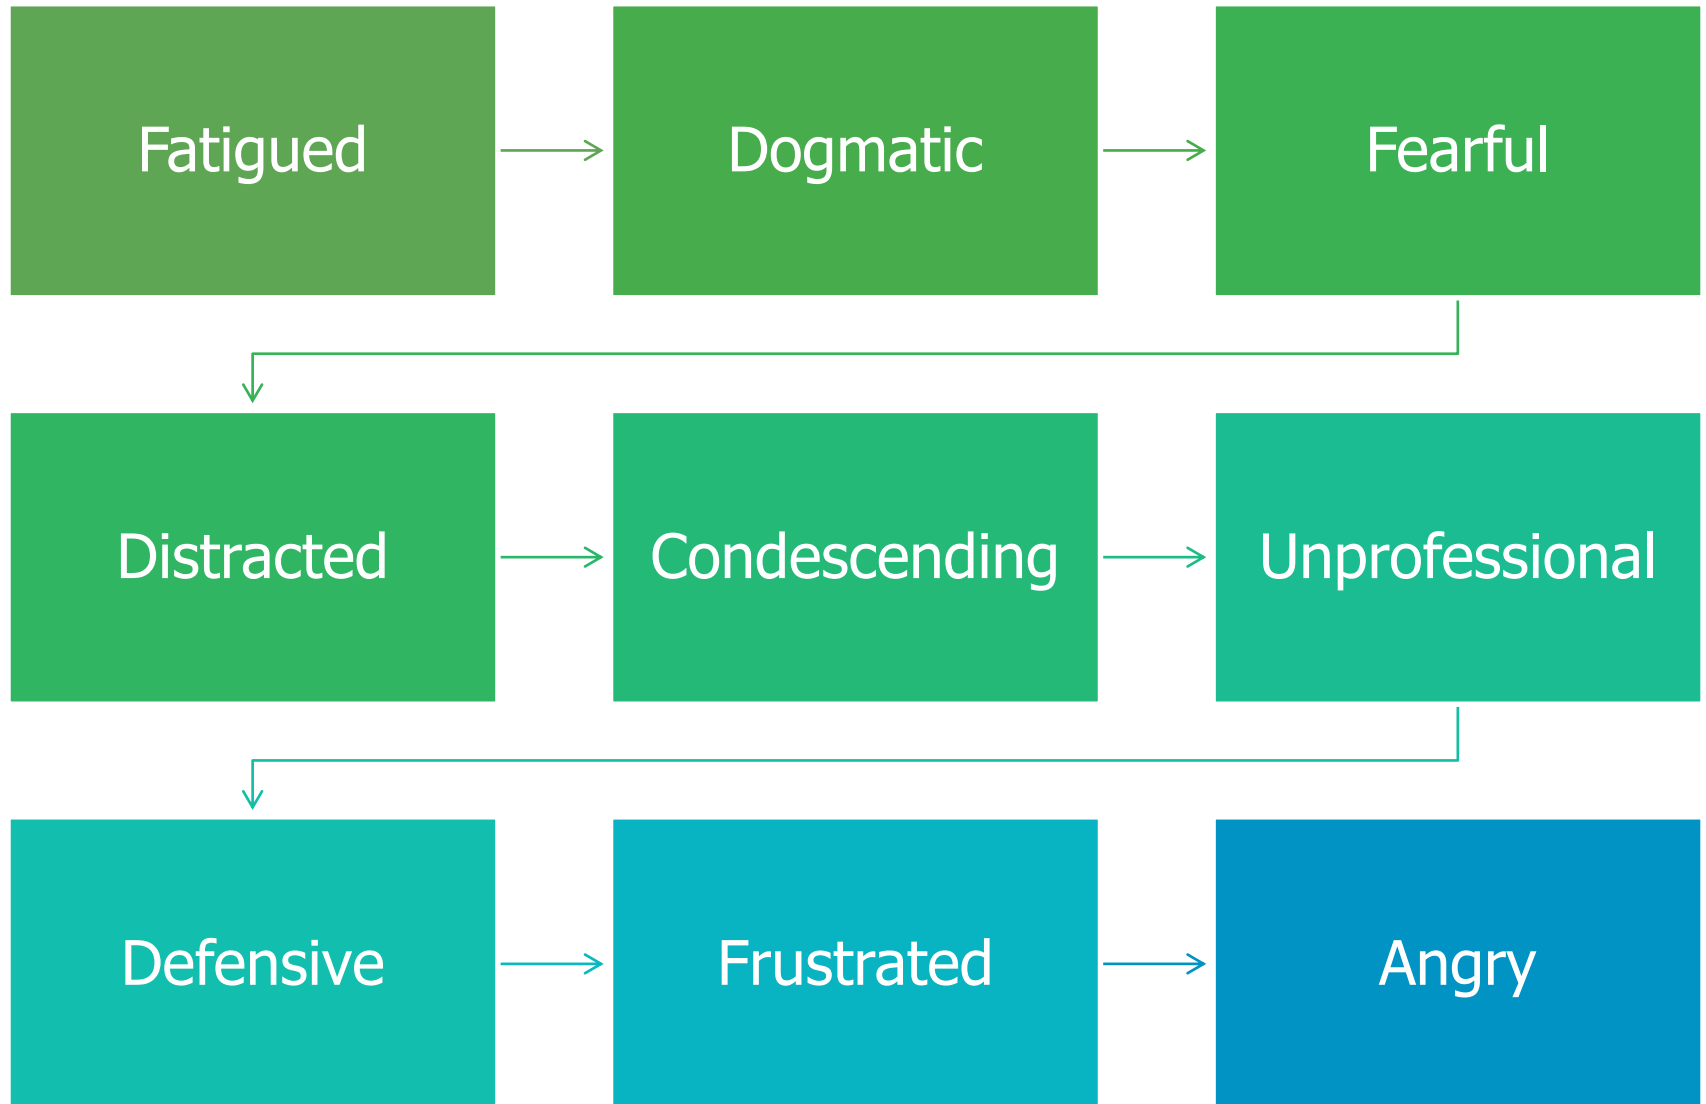 Fatigued
Dogmatic
Fearful
Distracted
Condescending
Unprofessional
Defensive
Frustrated
Angry